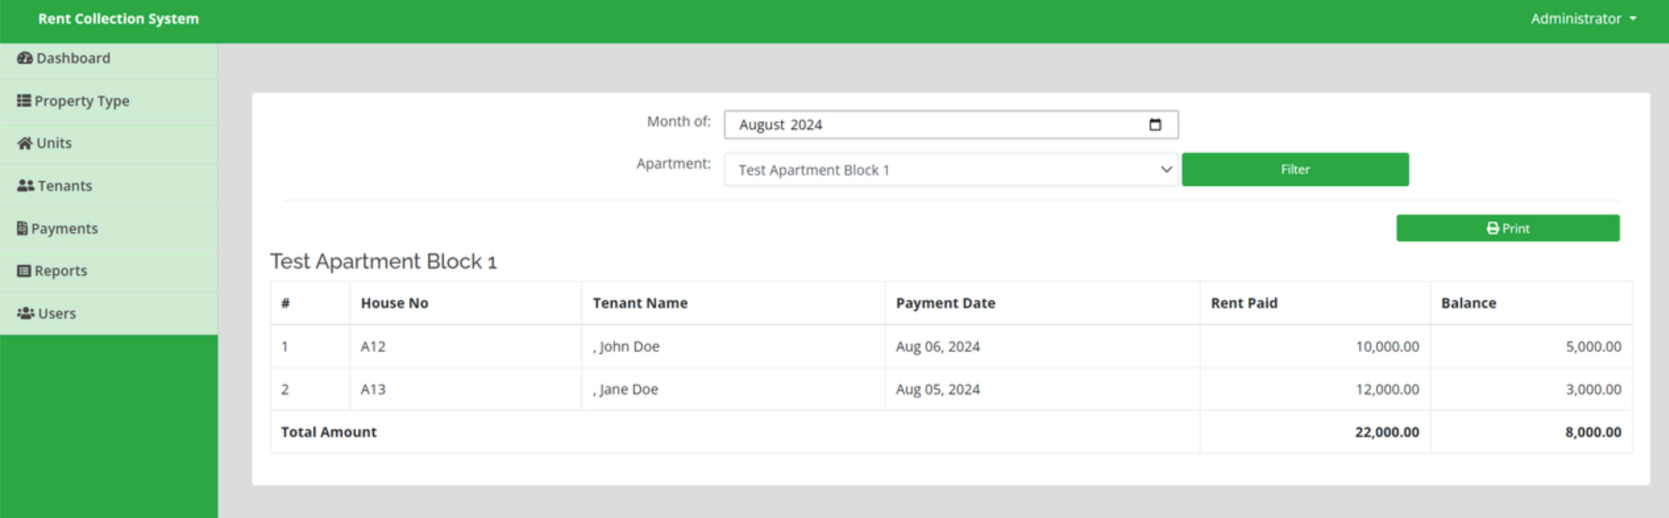 Rent Collection System
Administrator
Dashboard
Property Type
Units
Tenants
Payments
Reports
Users
Month of: August 2024
Apartment: Test Apartment Block 1 Filter
Print
Test Apartment Block 1
# House No Tenant Name Payment Date Rent Paid Balance
1 A12 , John Doe Aug 06, 2024 10,000.00 5,000.00
2 A13 , Jane Doe Aug 05, 2024 12,000.00 3,000.00
Total Amount 22,000.00 8,000.00